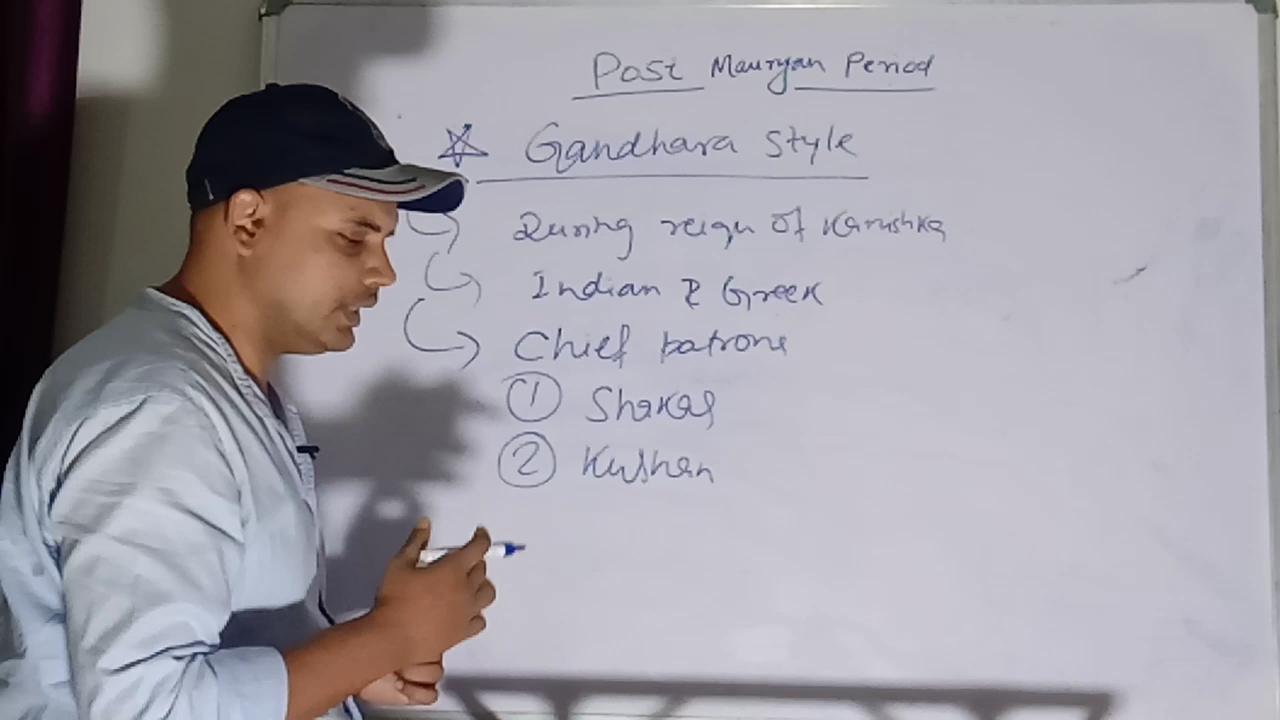 Post Mauryan Period
Gandhara Style
During reign of Kanishka
Indian & Greek
Chief patrons
1 Shakas
2 Kushan